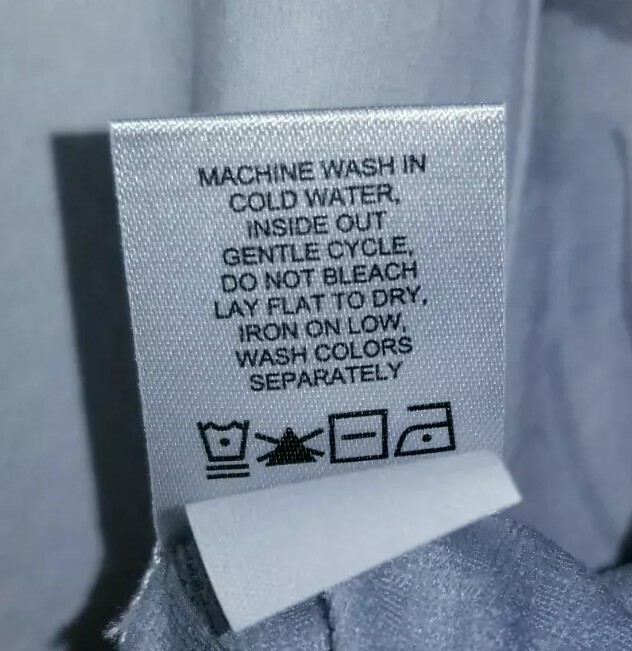 MACHINE WASH IN
COLD WATER,
INSIDE OUT
GENTLE CYCLE,
DO NOT BLEACH
LAY FLAT TO DRY,
IRON ON LOW,
WASH COLORS
SEPARATELY